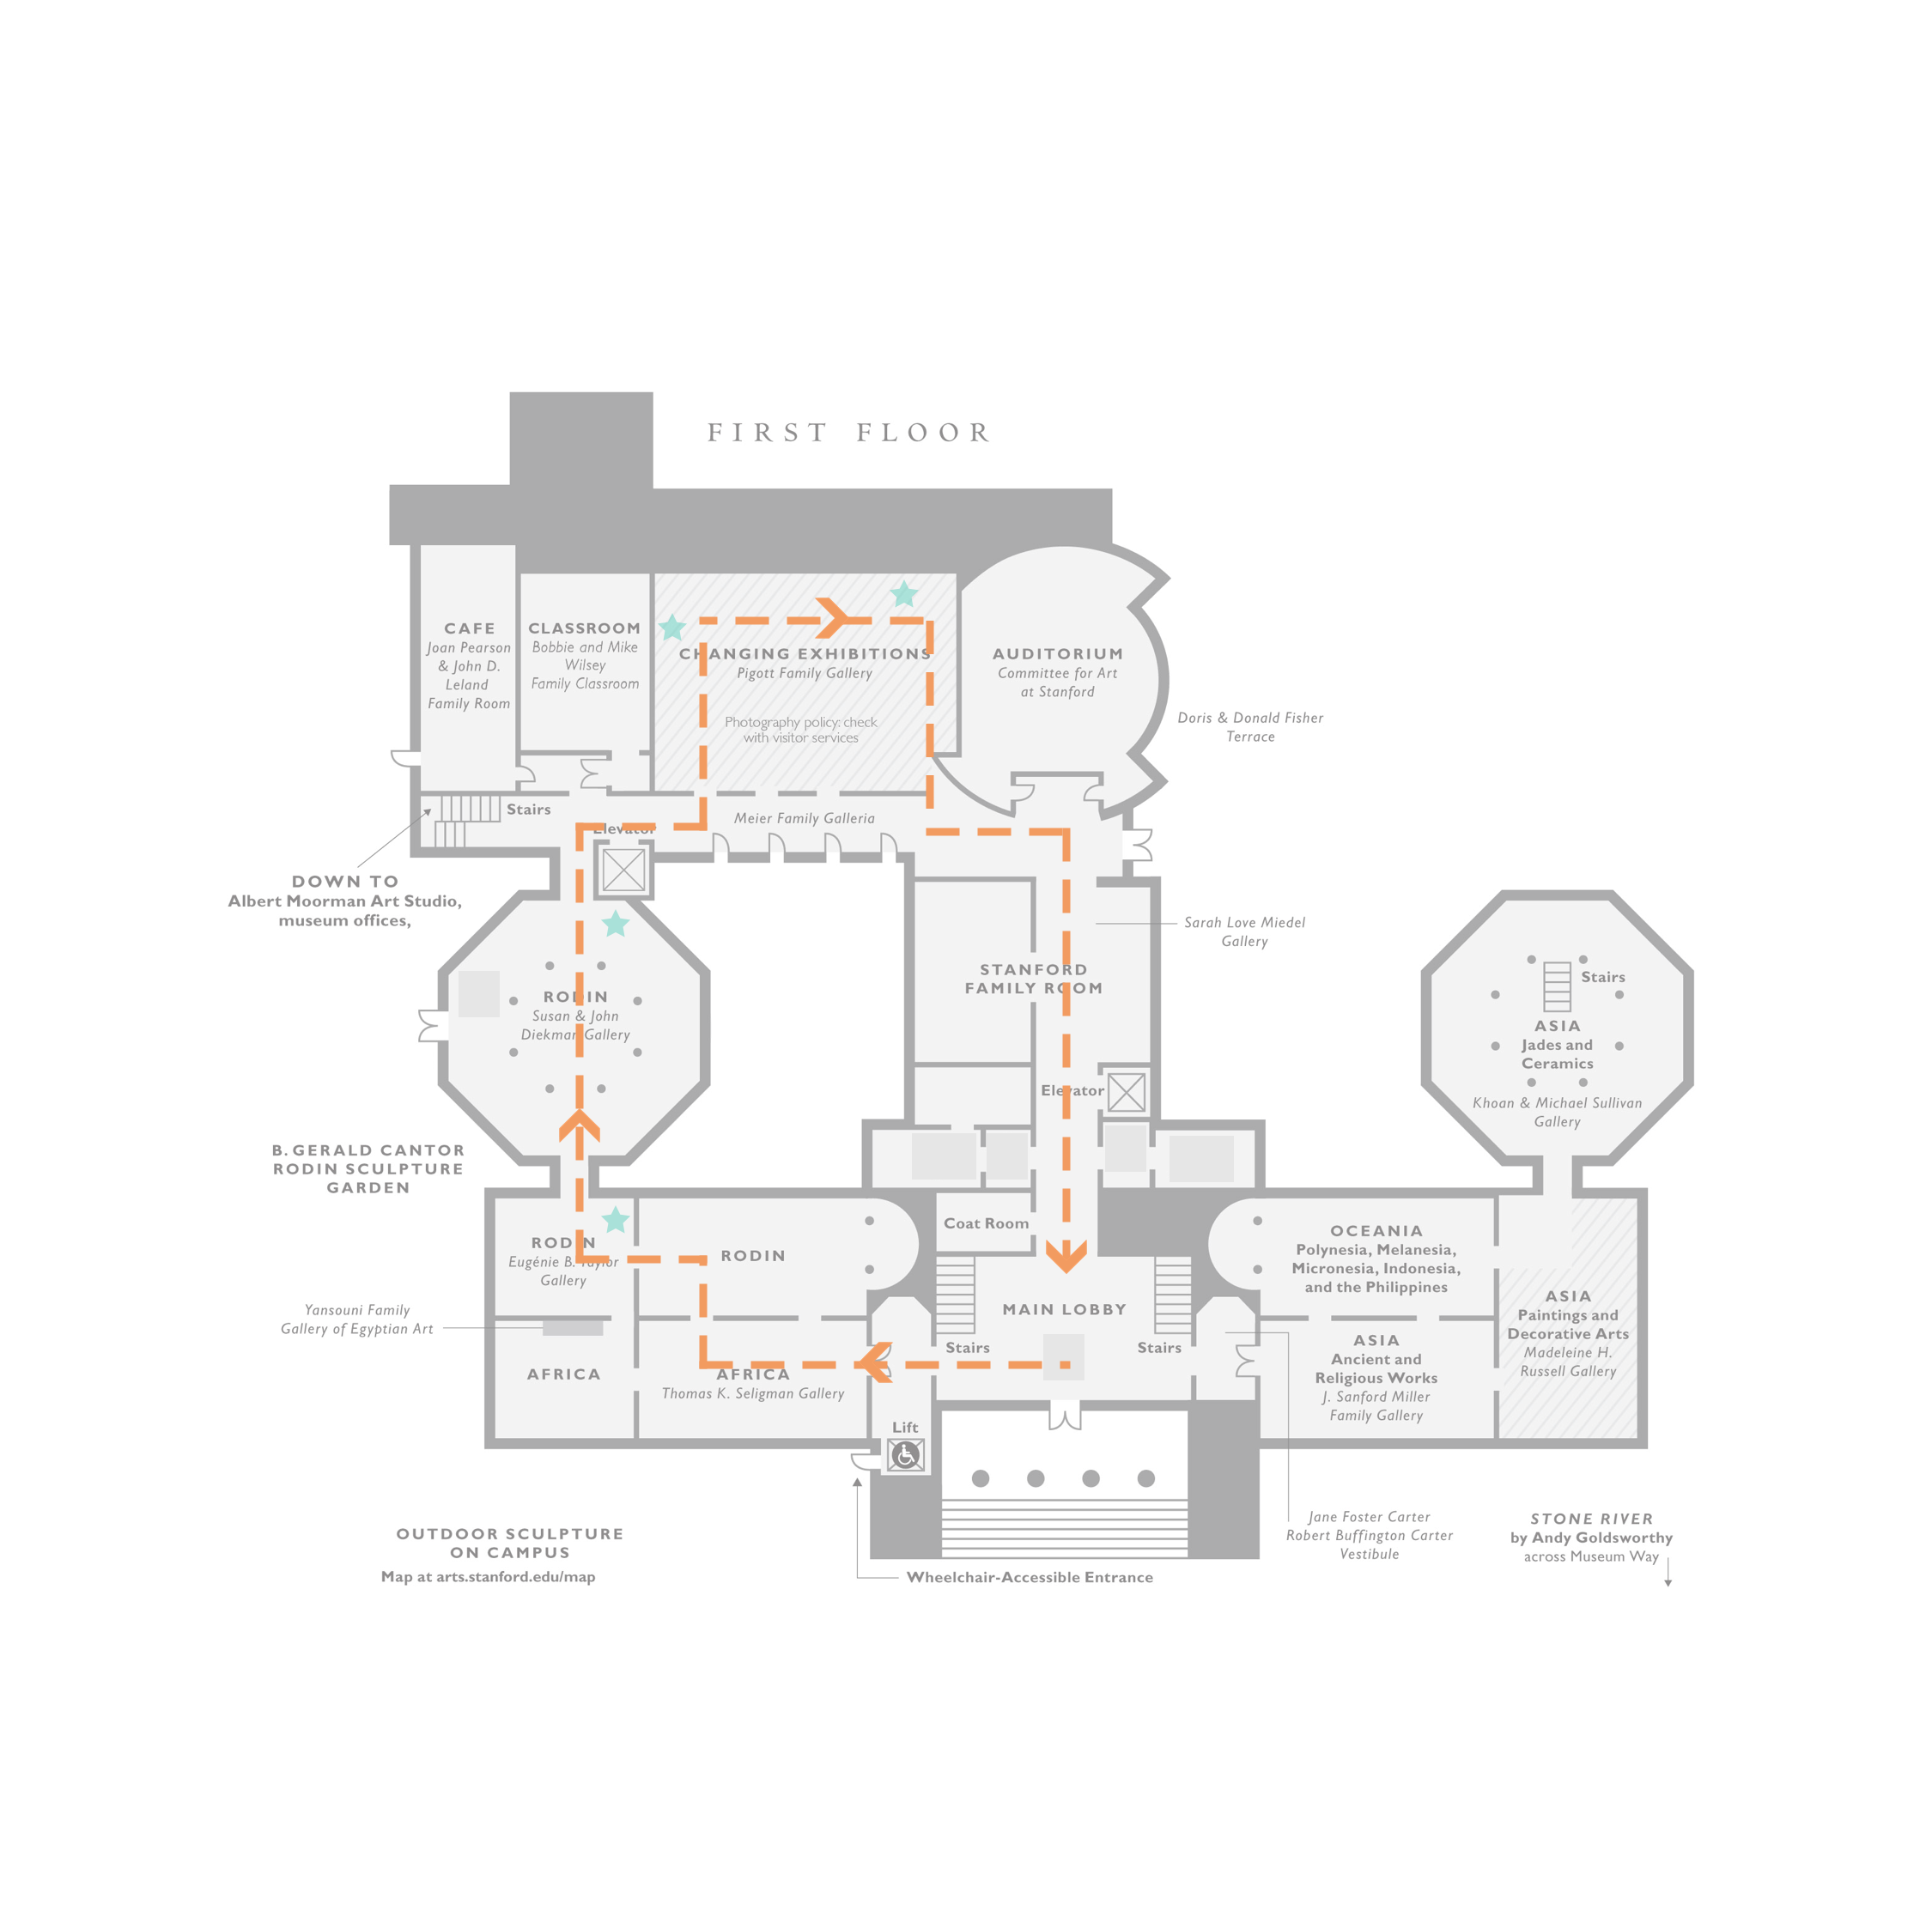 FIRST FLOOR
CAFE
Joan Pearson
& John D.
Leland
Family Room
CLASSROOM
Bobbie and Mike
Wilsey
Family Classroom
CHANGING EXHIBITIONS
Pigott Family Gallery
Photography policy: check
with visitor services
AUDITORIUM
Committee for Art
at Stanford
Doris & Donald Fisher
Terrace
Stairs
Elevator
Meier Family Galleria
DOWN TO
Albert Moorman Art Studio,
museum offices,
Sarah Love Miedel
Gallery
STANFORD
FAMILY ROOM
RODIN
Susan & John
Diekman Gallery
Stairs
ASIA
Jades and
Ceramics
Khoan & Michael Sullivan
Gallery
Elevator
B. GERALD CANTOR
RODIN SCULPTURE
GARDEN
Coat Room
RODIN
Eugénie B. Taylor
Gallery
RODIN
OCEANIA
Polynesia, Melanesia,
Micronesia, Indonesia,
and the Philippines
Yansouni Family
Gallery of Egyptian Art
MAIN LOBBY
Stairs
Stairs
ASIA
Paintings and
Decorative Arts
Madeleine H.
Russell Gallery
ASIA
Ancient and
Religious Works
J. Sanford Miller
Family Gallery
AFRICA
AFRICA
Thomas K. Seligman Gallery
Lift
OUTDOOR SCULPTURE
ON CAMPUS
Map at arts.stanford.edu/map
Wheelchair-Accessible Entrance
Jane Foster Carter
Robert Buffington Carter
Vestibule
STONE RIVER
by Andy Goldsworthy
across Museum Way